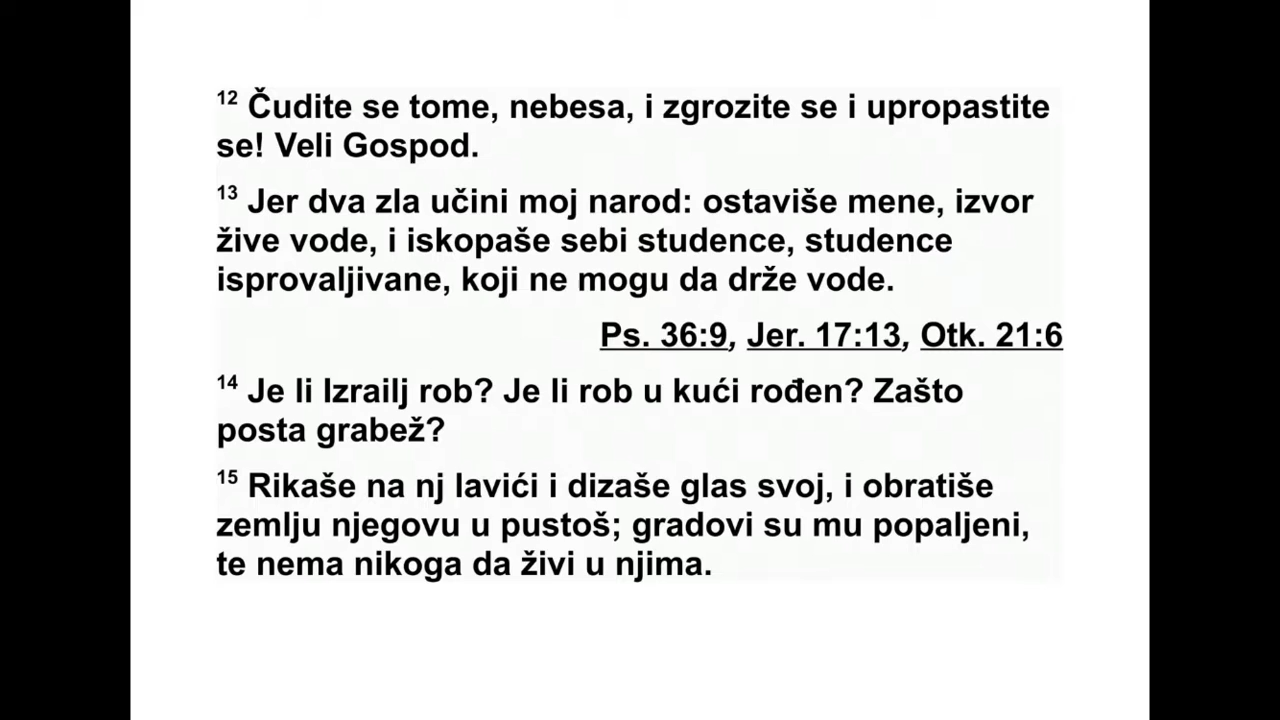 12 Čudite se tome, nebesa, i zgrozite se i upropastite
se! Veli Gospod.
13 Jer dva zla učini moj narod: ostaviše mene, izvor
žive vode, i iskopaše sebi studence, studence
isprovaljivane, koji ne mogu da drže vode.
Ps. 36:9, Jer. 17:13, Otk. 21:6
14 Je li Izrailj rob? Je li rob u kući rođen? Zašto
posta grabež?
15 Rikaše na nj lavići i dizaše glas svoj, i obratiše
zemlju njegovu u pustoš; gradovi su mu popaljeni,
te nema nikoga da živi u njima.